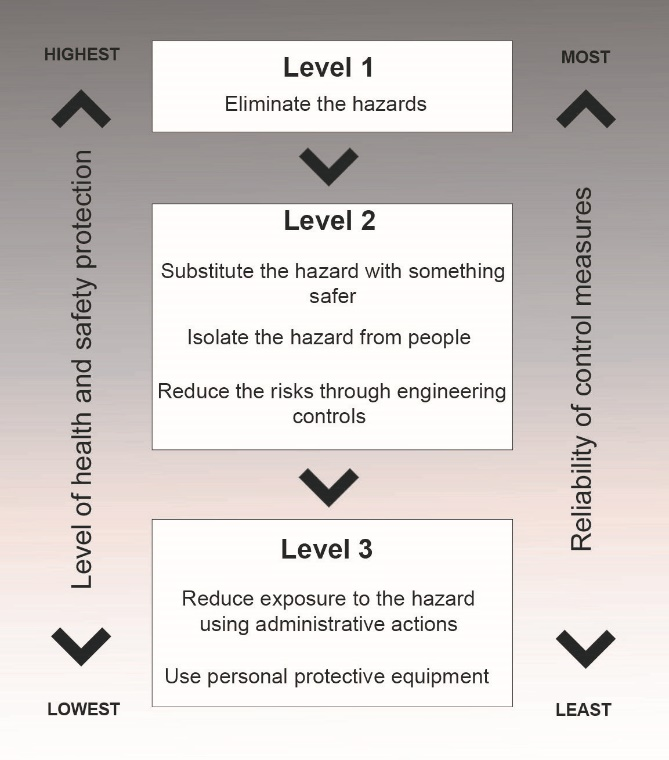 HIGHEST
MOST
Level 1
Eliminate the hazards
Level of health and safety protection
Reliability of control measures
Level 2
Substitute the hazard with something
safer
Isolate the hazard from people
Reduce the risks through engineering
controls
Level 3
Reduce exposure to the hazard
using administrative actions
Use personal protective equipment
LOWEST
LEAST